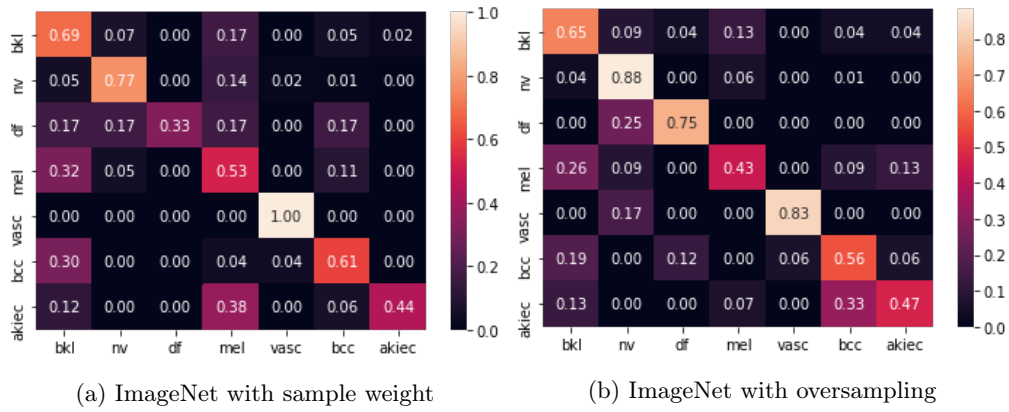 bkl 0.69 0.07 0.00 0.17 0.00 0.05 0.02
nv 0.05 0.77 0.00 0.14 0.02 0.01 0.00
df 0.17 0.17 0.33 0.17 0.00 0.17 0.00
mel 0.32 0.05 0.00 0.53 0.00 0.11 0.00
vasc 0.00 0.00 0.00 0.00 1.00 0.00 0.00
bcc 0.30 0.00 0.00 0.04 0.04 0.61 0.00
akiec 0.12 0.00 0.00 0.38 0.00 0.06 0.44
bkl nv df mel vasc bcc akiec
1.0
0.8
0.6
0.4
0.2
0.0
(a) ImageNet with sample weight
bkl 0.65 0.09 0.04 0.13 0.00 0.04 0.04
nv 0.04 0.88 0.00 0.06 0.00 0.01 0.00
df 0.00 0.25 0.75 0.00 0.00 0.00 0.00
mel 0.26 0.09 0.00 0.43 0.00 0.09 0.13
vasc 0.00 0.17 0.00 0.00 0.83 0.00 0.00
bcc 0.19 0.00 0.12 0.00 0.06 0.56 0.06
akiec 0.13 0.00 0.00 0.07 0.00 0.33 0.47
bkl nv df mel vasc bcc akiec
0.8
0.7
0.6
0.5
0.4
0.3
0.2
0.1
0.0
(b) ImageNet with oversampling